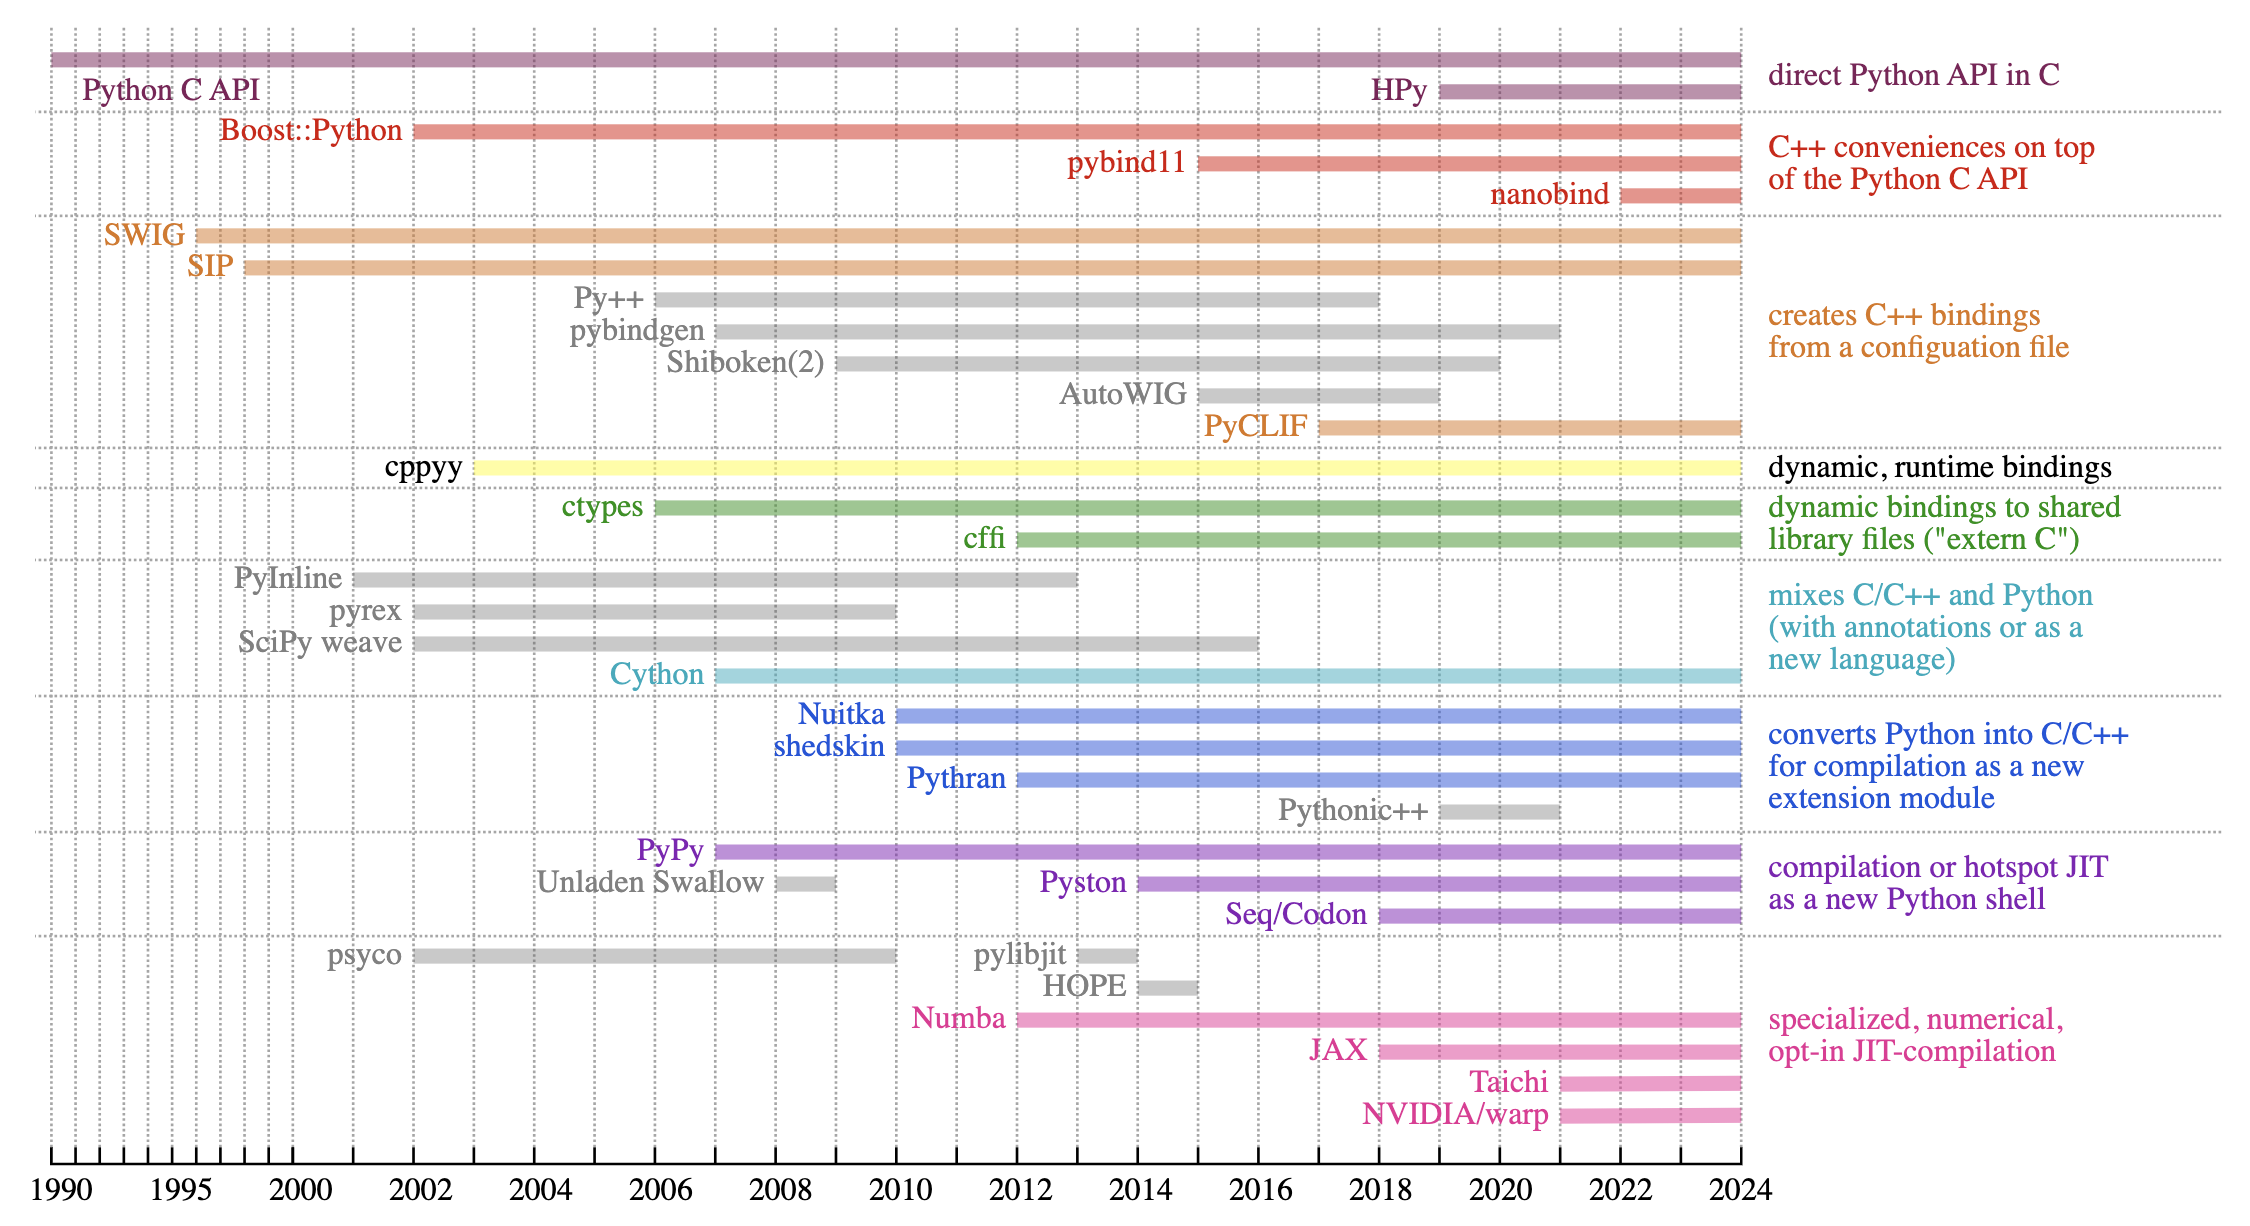 Python C API
HPy
direct Python API in C
Boost::Python
pybind11
nanobind
C++ conveniences on top
of the Python C API
SWIG
SIP
Py++
pybindgen
Shiboken(2)
AutoWIG
PyCLIF
creates C++ bindings
from a configuation file
cppyy
dynamic, runtime bindings
ctypes
cffi
dynamic bindings to shared
library files ("extern C")
PyInline
pyrex
SciPy weave
Cython
mixes C/C++ and Python
(with annotations or as a
new language)
Nuitka
shedskin
Pythran
Pythonic++
converts Python into C/C++
for compilation as a new
extension module
PyPy
Unladen Swallow
Pyston
Seq/Codon
compilation or hotspot JIT
as a new Python shell
psyco
pylibjit
HOPE
Numba
JAX
Taichi
NVIDIA/warp
specialized, numerical,
opt-in JIT-compilation
1990 1995 2000 2002 2004 2006 2008 2010 2012 2014 2016 2018 2020 2022 2024